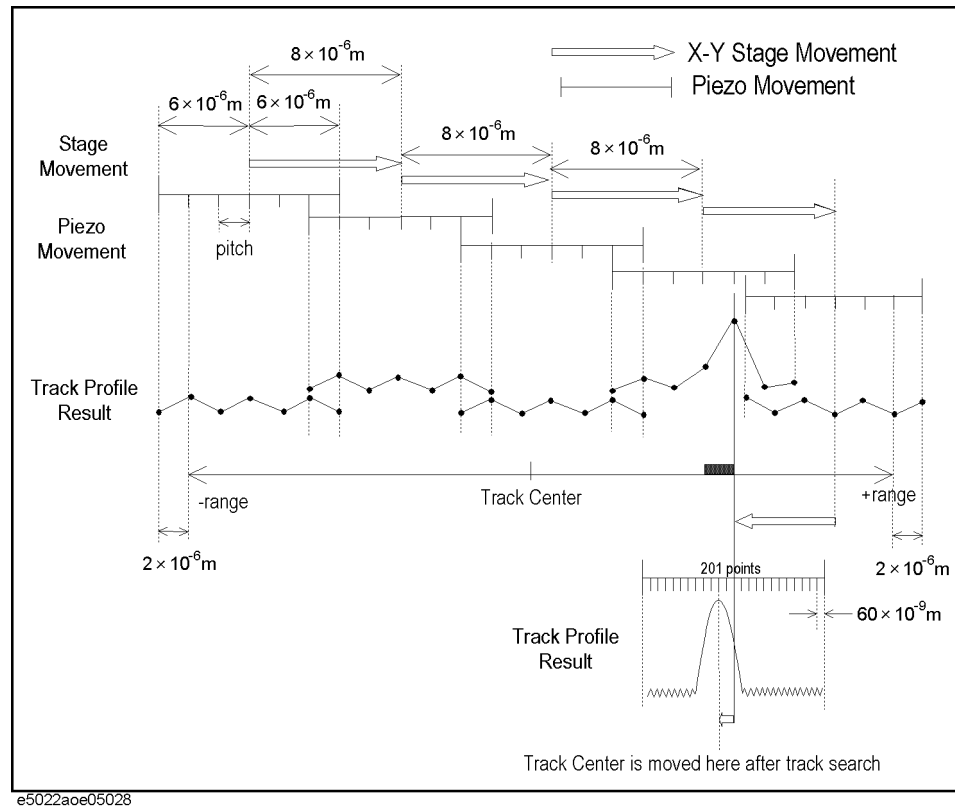 8×10⁻⁶m
X-Y Stage Movement
Piezo Movement
6×10⁻⁶m 6×10⁻⁶m
8×10⁻⁶m
8×10⁻⁶m
Stage
Movement
Piezo
Movement
pitch
Track Profile
Result
-range
Track Center
+range
2×10⁻⁶m
2×10⁻⁶m
201 points
60×10⁻⁹m
Track Profile
Result
Track Center is moved here after track search
e5022aoe05028